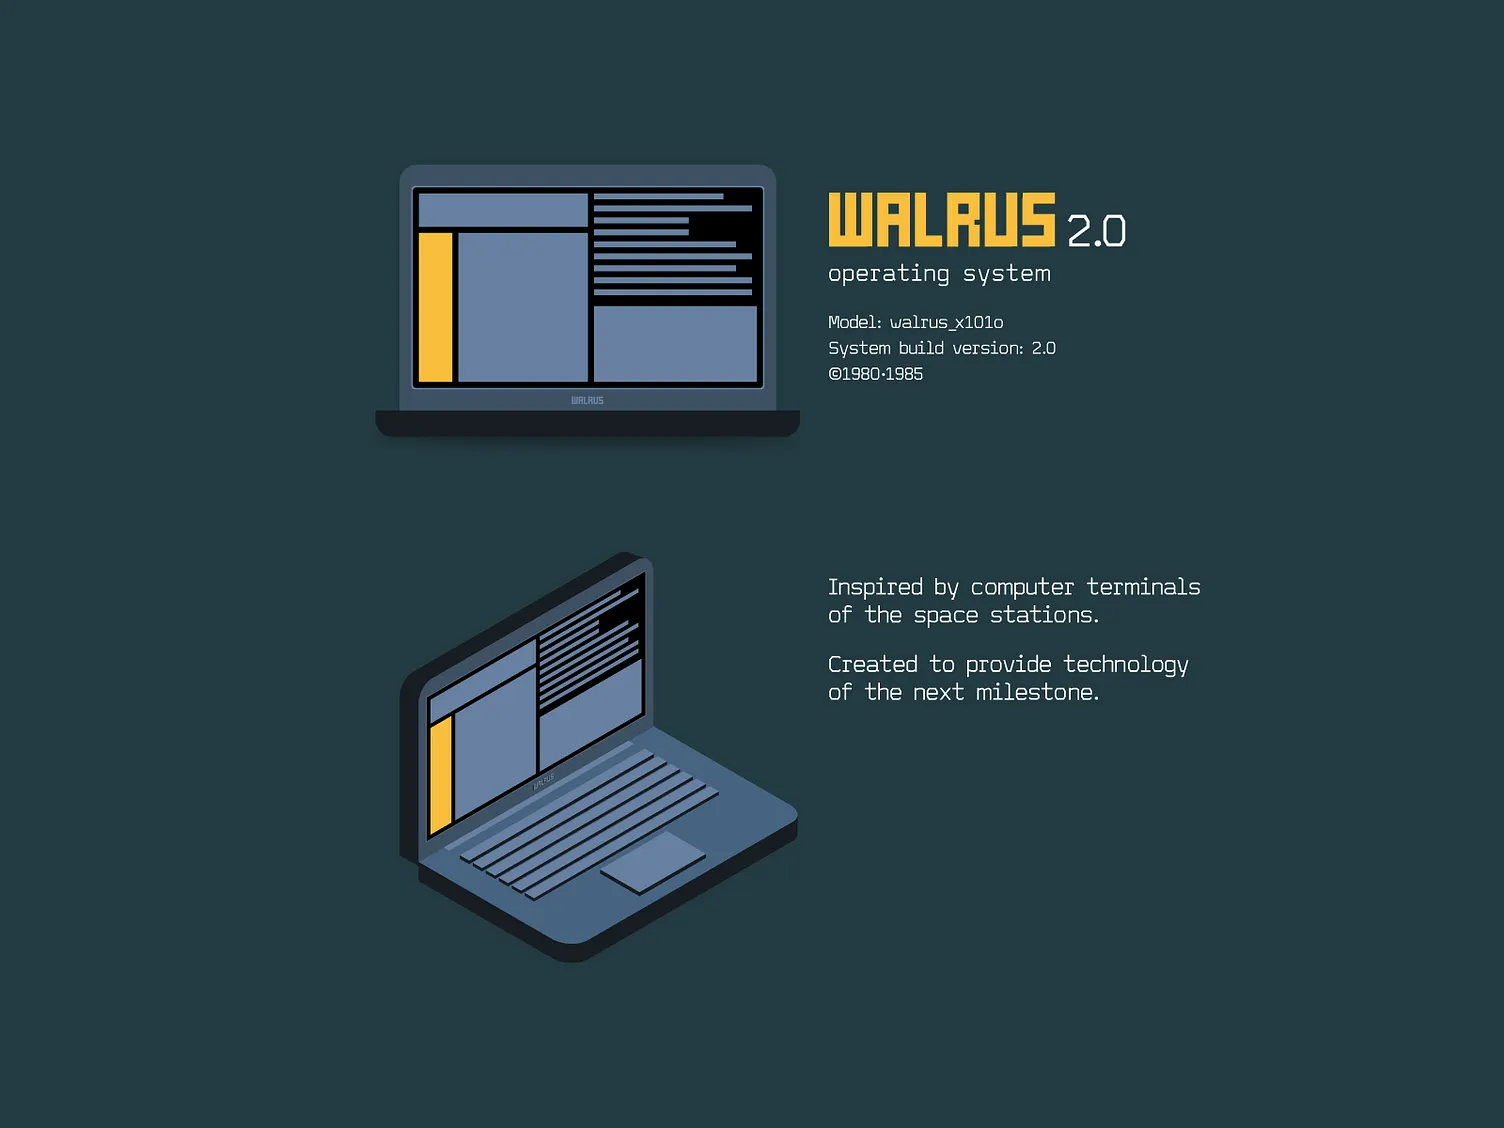 WALRUS 2.0
operating system
Model: walrus_x101o
System build version: 2.0
©1980·1985
WALRUS
Inspired by computer terminals
of the space stations.
Created to provide technology
of the next milestone.
WALRUS